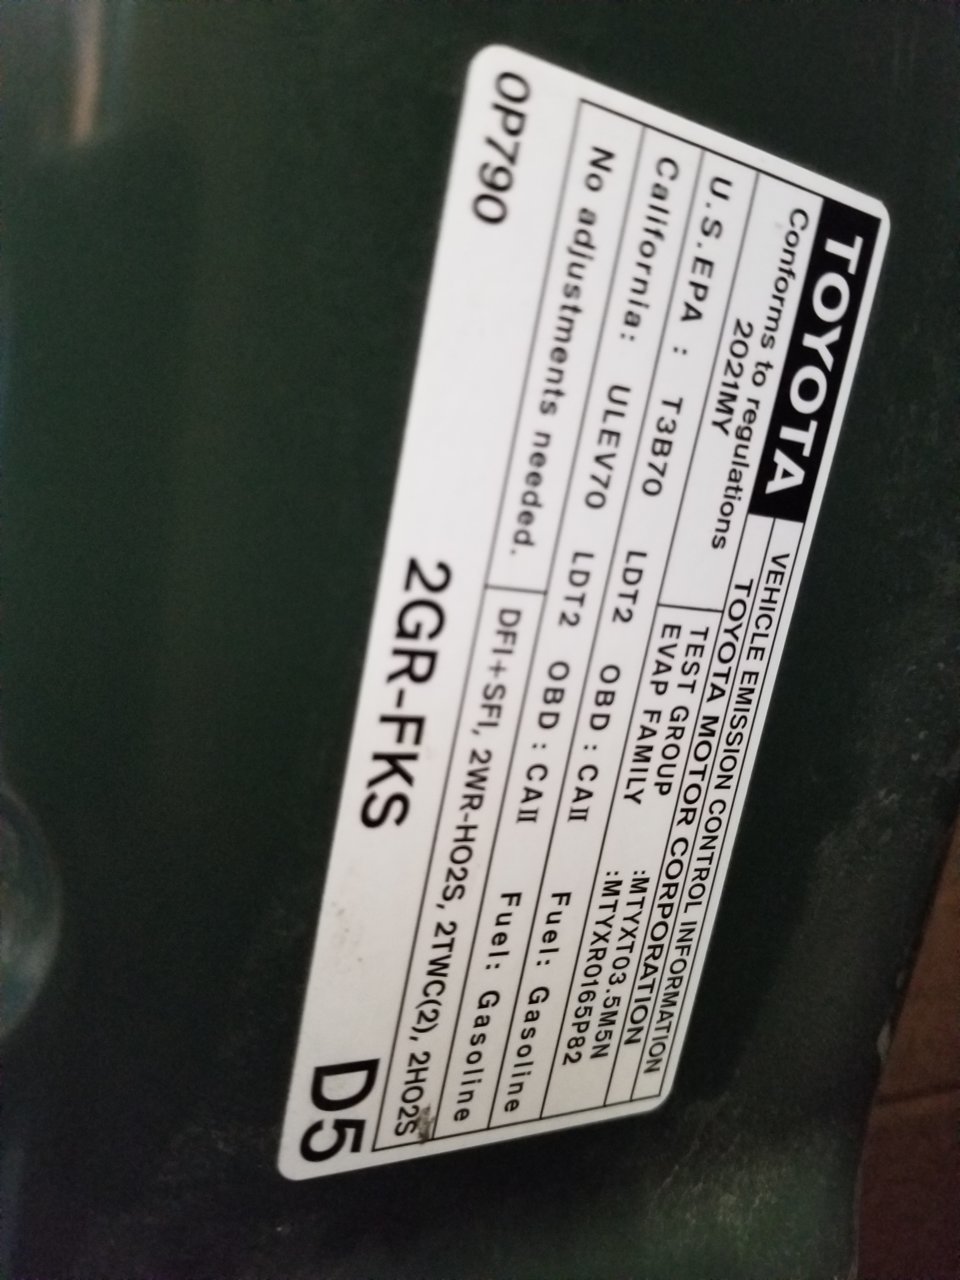 TOYOTA
VEHICLE EMISSION CONTROL INFORMATION
Conforms to regulations
TOYOTA MOTOR CORPORATION
2021MY
TEST GROUP :MTYXT03.5M5N
EVAP FAMILY :MTYXR0165P82
U.S.EPA : T3B70 LDT2 OBD : CAII Fuel: Gasoline
California: ULEV70 LDT2 OBD : CAII Fuel: Gasoline
No adjustments needed.
DFI+SFI, 2WR-HO2S, 2TWC(2), 2HO2S
OP790
2GR-FKS
D5